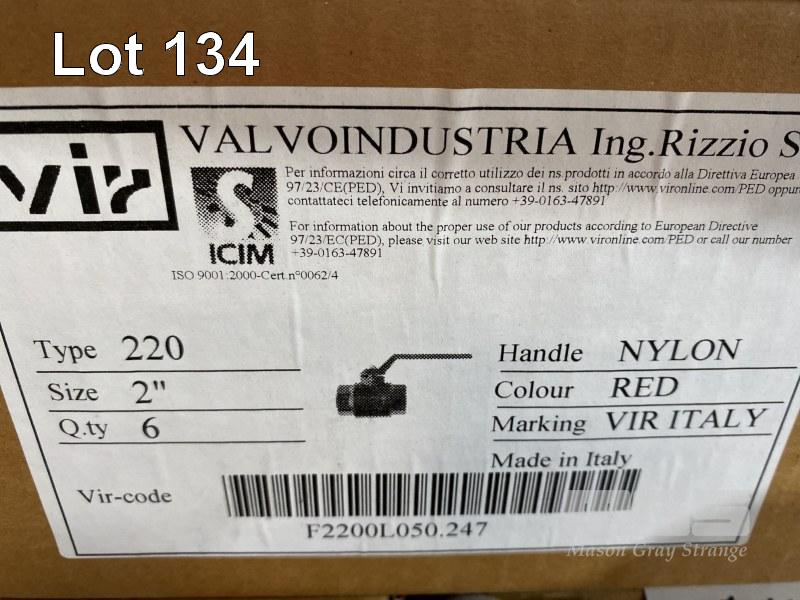 Lot 134
vir
VALVOINDUSTRIA Ing.Rizzio S
Per informazioni circa il corretto utilizzo dei ns.prodotti in accordo alla Direttiva Europea
97/23/CE(PED), Vi invitiamo a consultare il ns. sito http://www.vironline.com/PED oppur
contattateci telefonicamente al numero +39-0163-47891
For information about the proper use of our products according to European Directive
97/23/EC(PED), please visit our web site http://www.vironline.com/PED or call our number
+39-0163-47891
ICIM
ISO 9001:2000-Cert.n°0062/4
Type 220
Size 2"
Q.ty 6
Handle NYLON
Colour RED
Marking VIR ITALY
Made in Italy
Vir-code
F2200L050.247
Mason Gray Strange